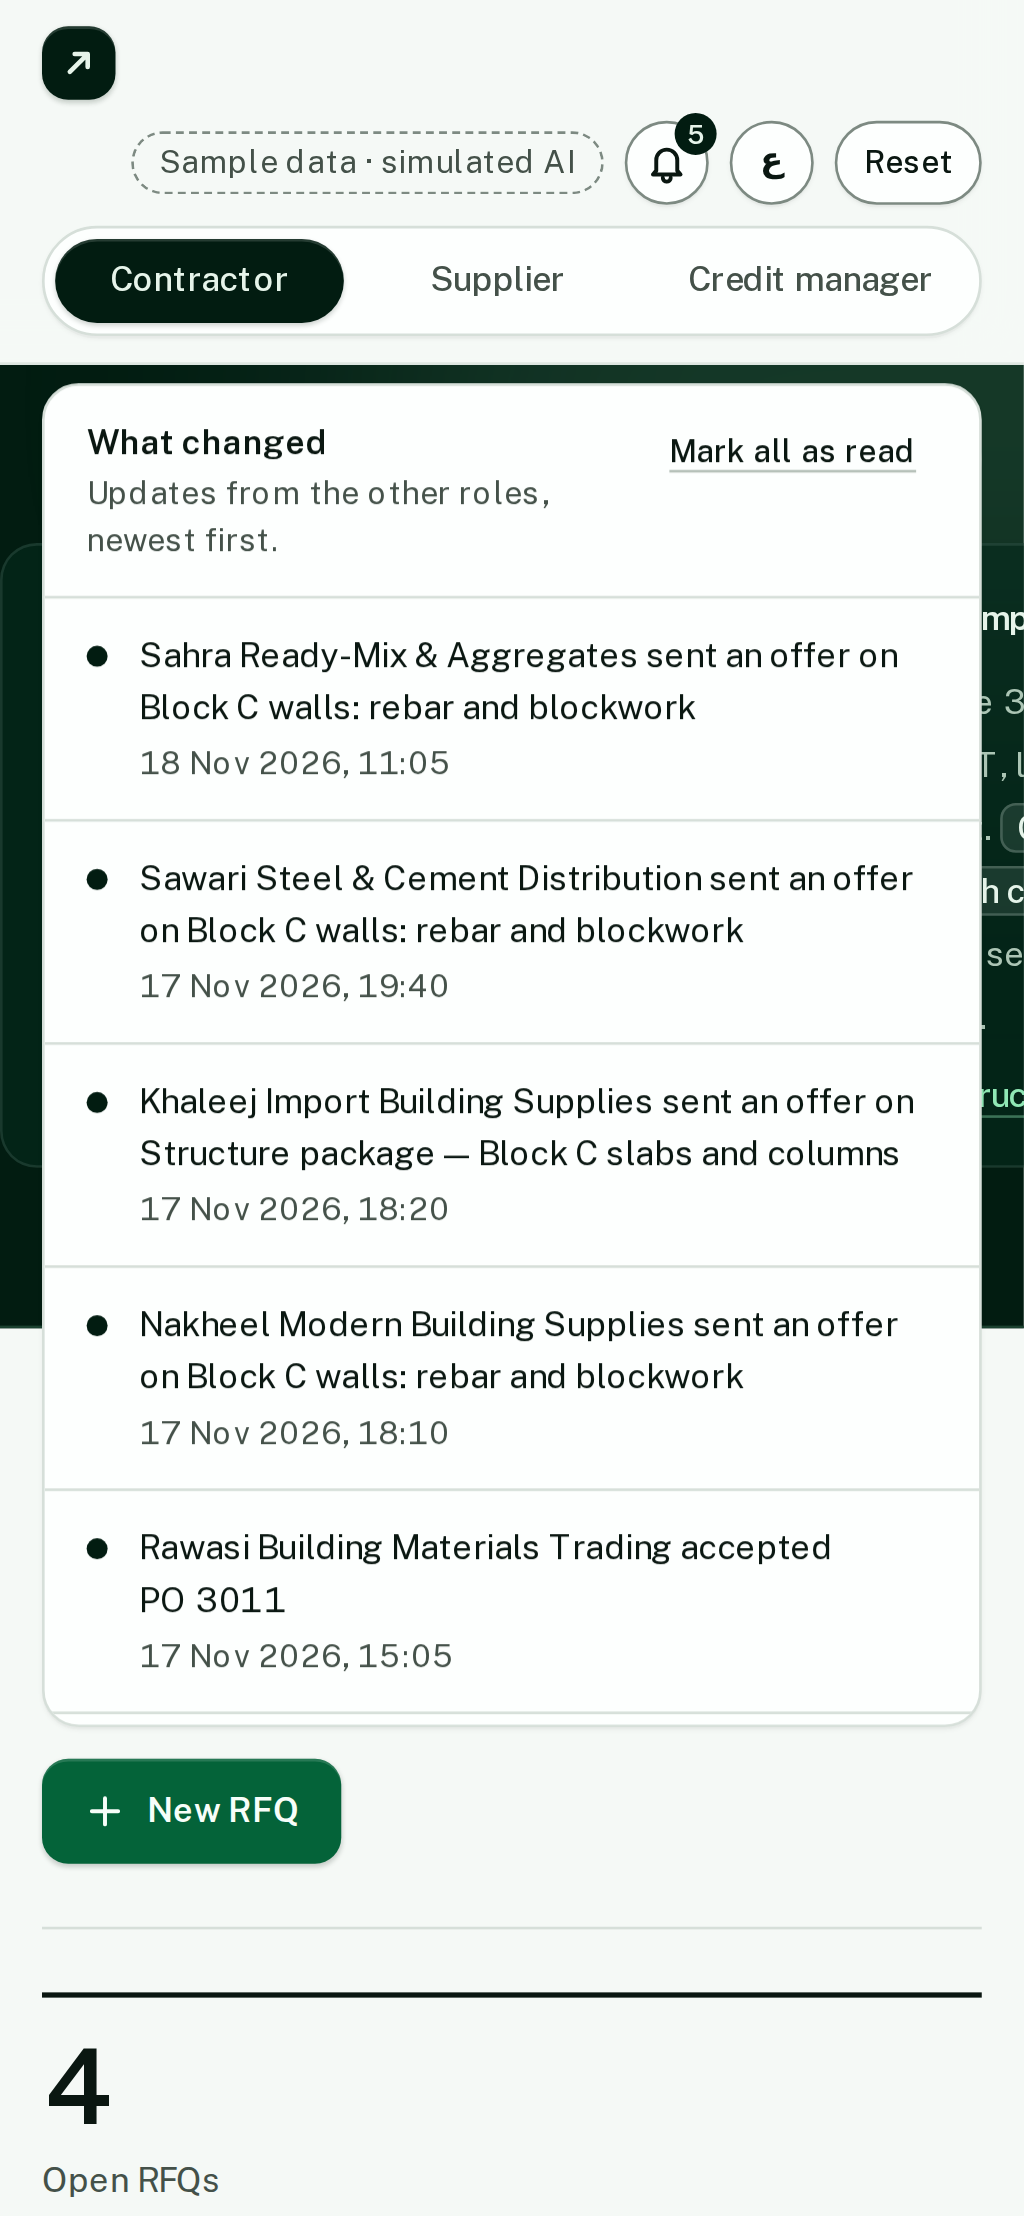 Sample data · simulated AI
5
ع
Reset
Contractor
Supplier
Credit manager
What changed
Mark all as read
Updates from the other roles,
newest first.
Sahra Ready-Mix & Aggregates sent an offer on
Block C walls: rebar and blockwork
18 Nov 2026, 11:05
Sawari Steel & Cement Distribution sent an offer
on Block C walls: rebar and blockwork
17 Nov 2026, 19:40
Khaleej Import Building Supplies sent an offer on
Structure package — Block C slabs and columns
17 Nov 2026, 18:20
Nakheel Modern Building Supplies sent an offer
on Block C walls: rebar and blockwork
17 Nov 2026, 18:10
Rawasi Building Materials Trading accepted
PO 3011
17 Nov 2026, 15:05
New RFQ
4
Open RFQs